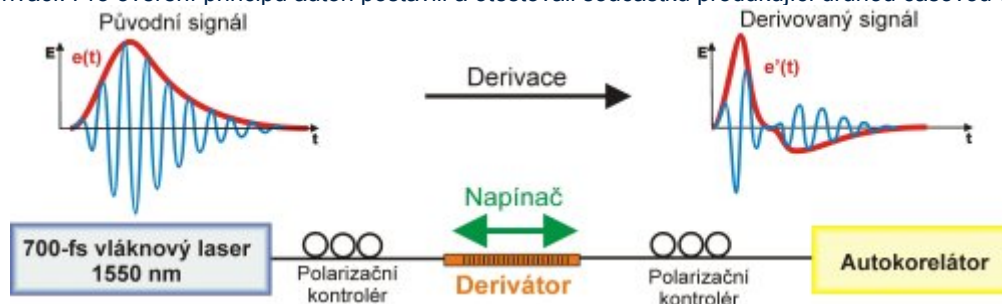 Původní signál
Derivovaný signál
E
e(t)
t
Derivace
E
e'(t)
t
Napínač
700-fs vláknový laser
1550 nm
Polarizační
kontrolér
Derivátor
Polarizační
kontrolér
Autokorelátor